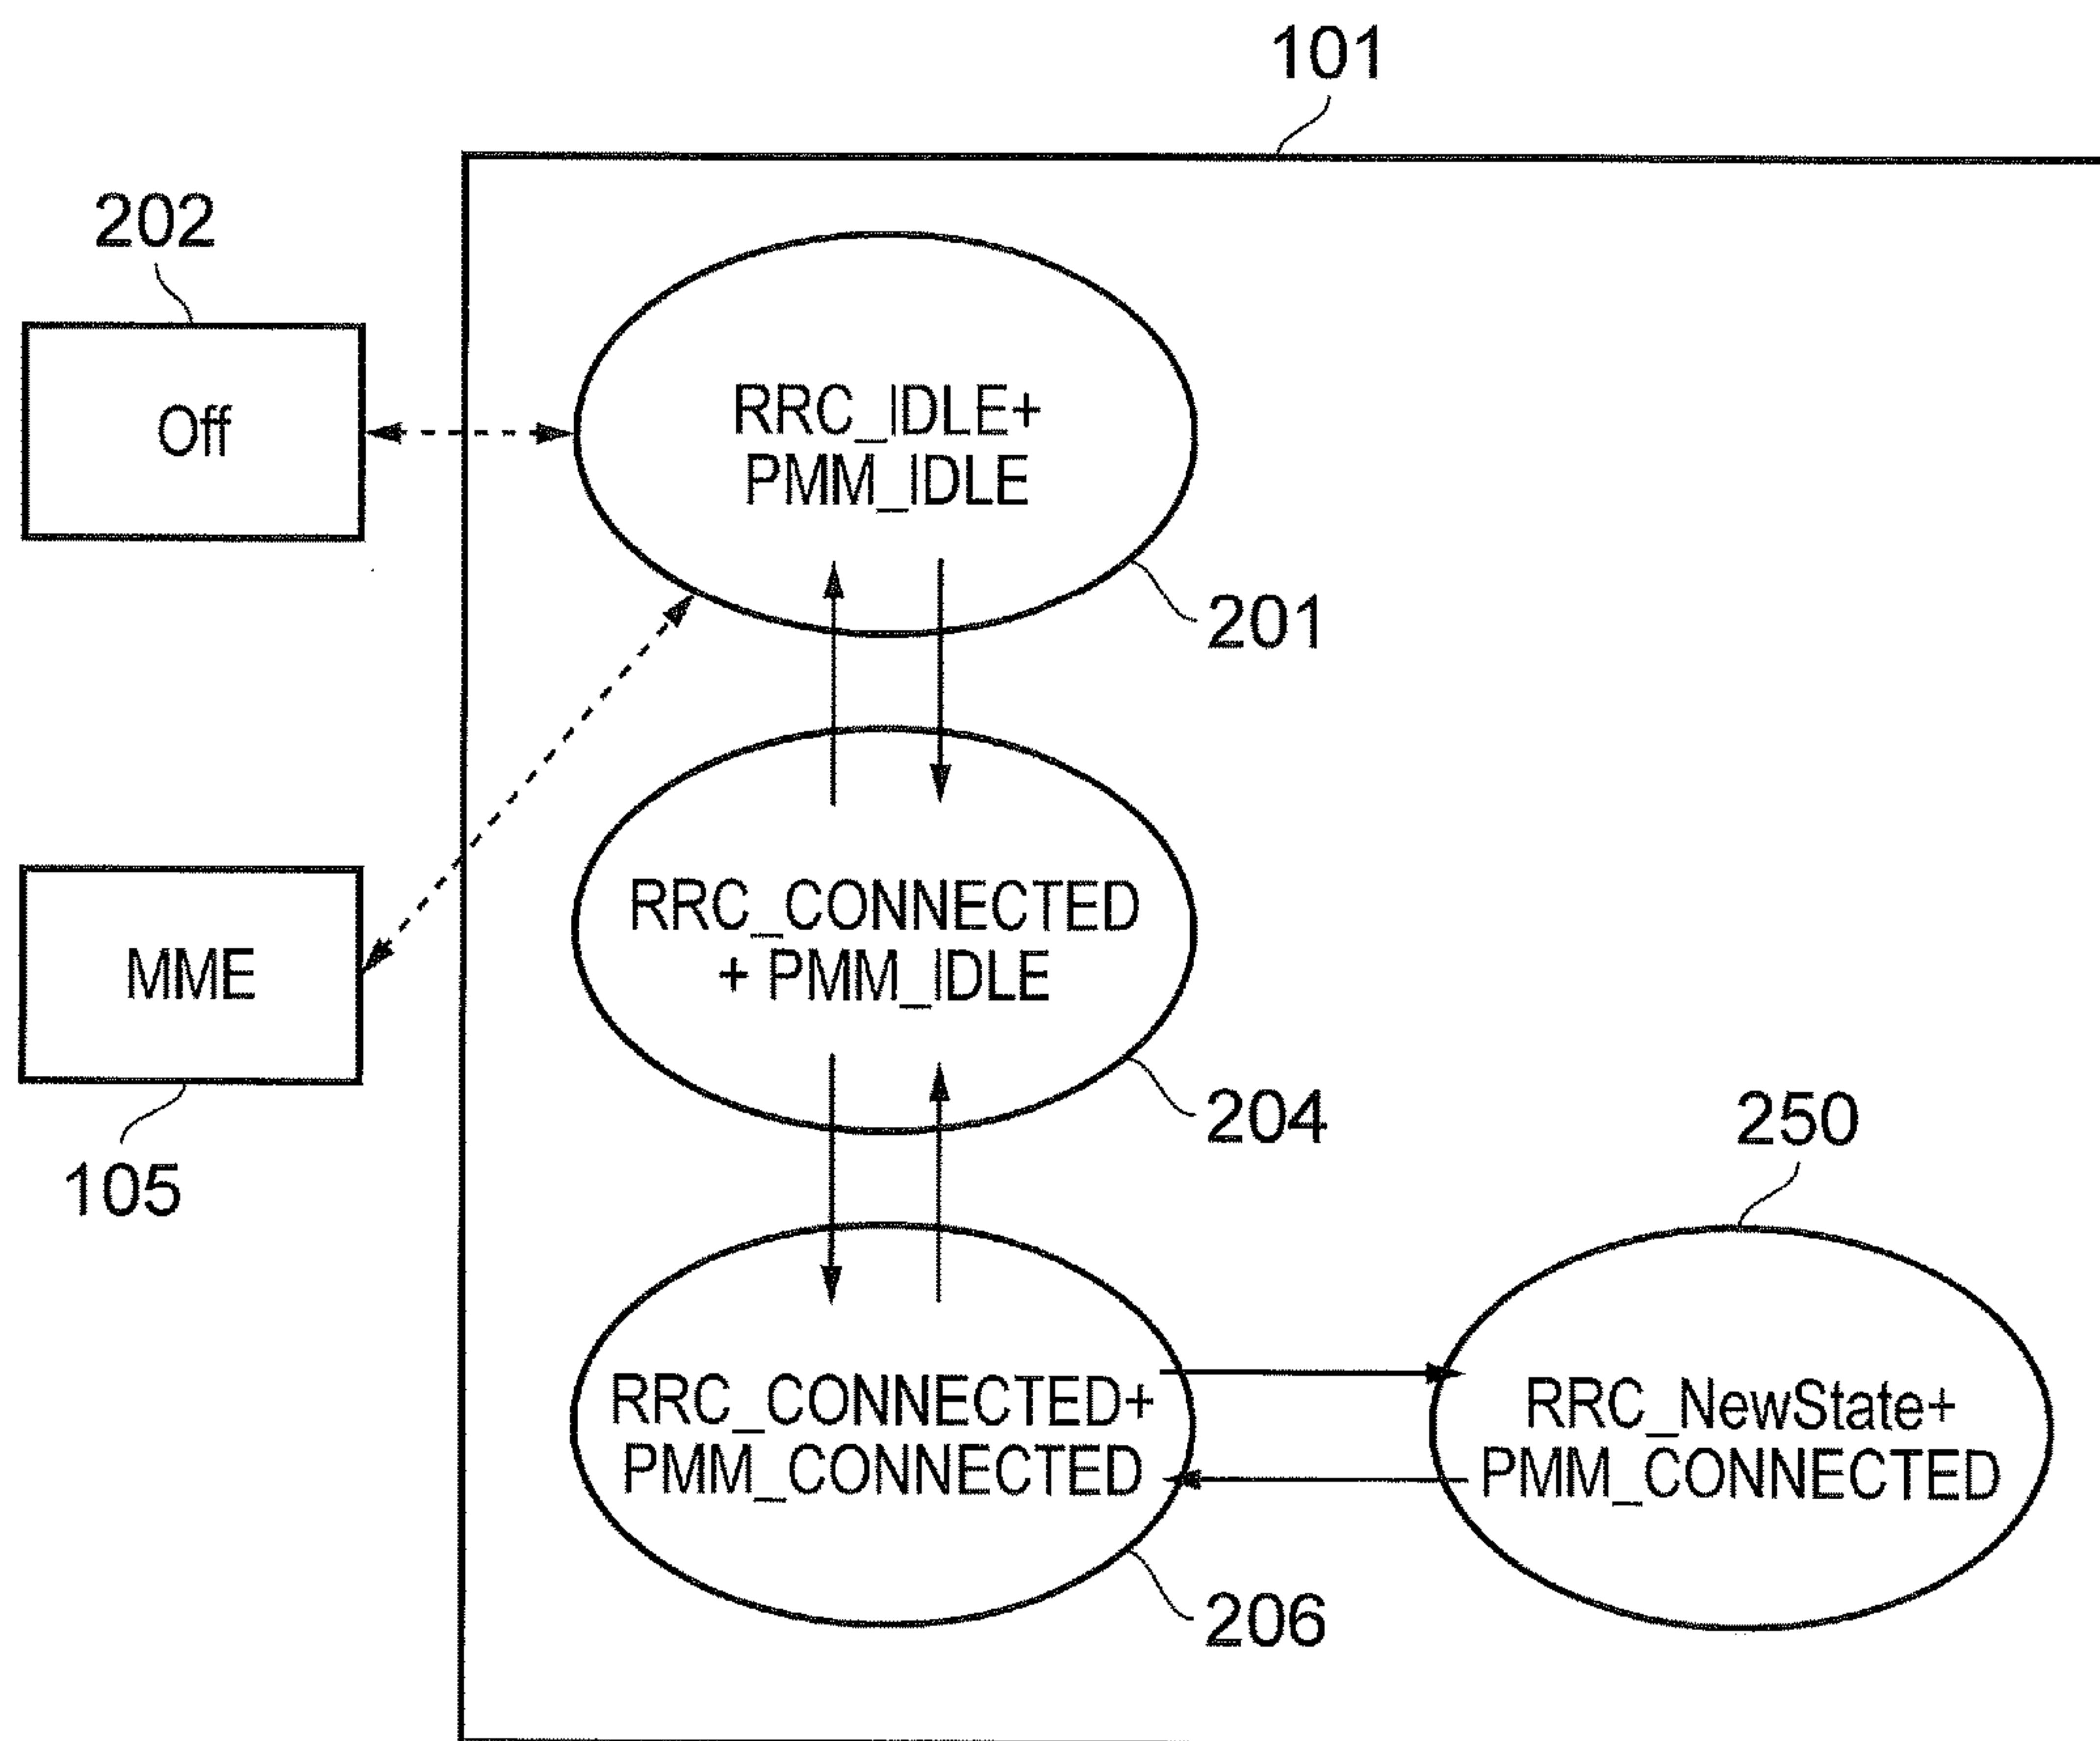 101
202
Off
RRC_IDLE+
PMM_IDLE
201
RRC_CONNECTED
+ PMM_IDLE
MME
204
105
250
RRC_CONNECTED+
PMM_CONNECTED
RRC_NewState+
PMM_CONNECTED
206